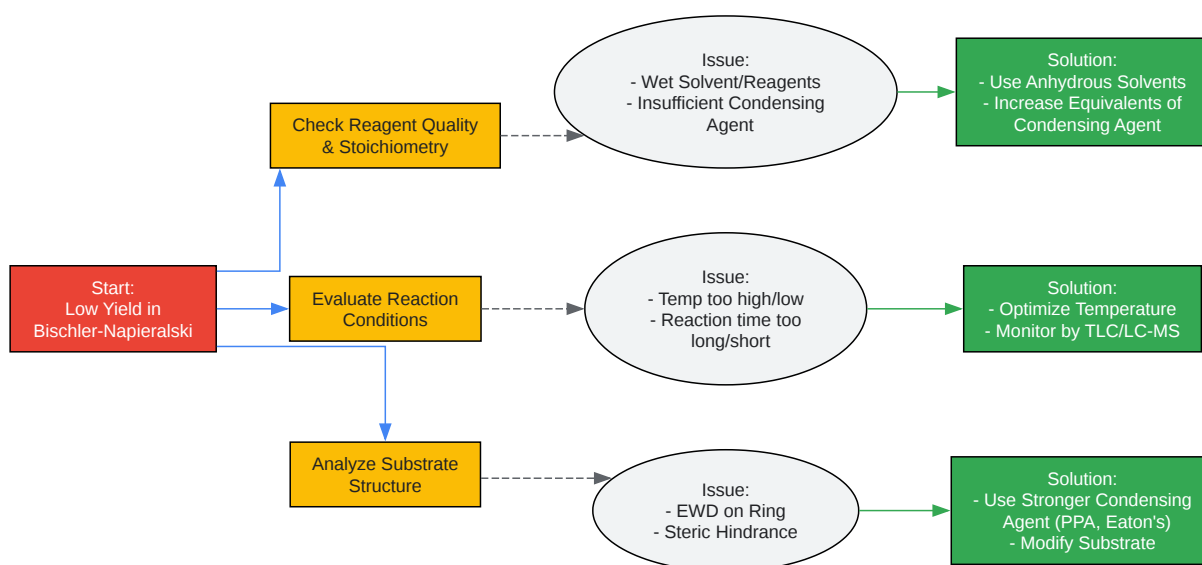 Start:
Low Yield in
Bischler-Napieralski
Check Reagent Quality
& Stoichiometry
Issue:
- Wet Solvent/Reagents
- Insufficient Condensing
Agent
Solution:
- Use Anhydrous Solvents
- Increase Equivalents of
Condensing Agent
Evaluate Reaction
Conditions
Issue:
- Temp too high/low
- Reaction time too
long/short
Solution:
- Optimize Temperature
- Monitor by TLC/LC-MS
Analyze Substrate
Structure
Issue:
- EWD on Ring
- Steric Hindrance
Solution:
- Use Stronger Condensing
Agent (PPA, Eaton's)
- Modify Substrate